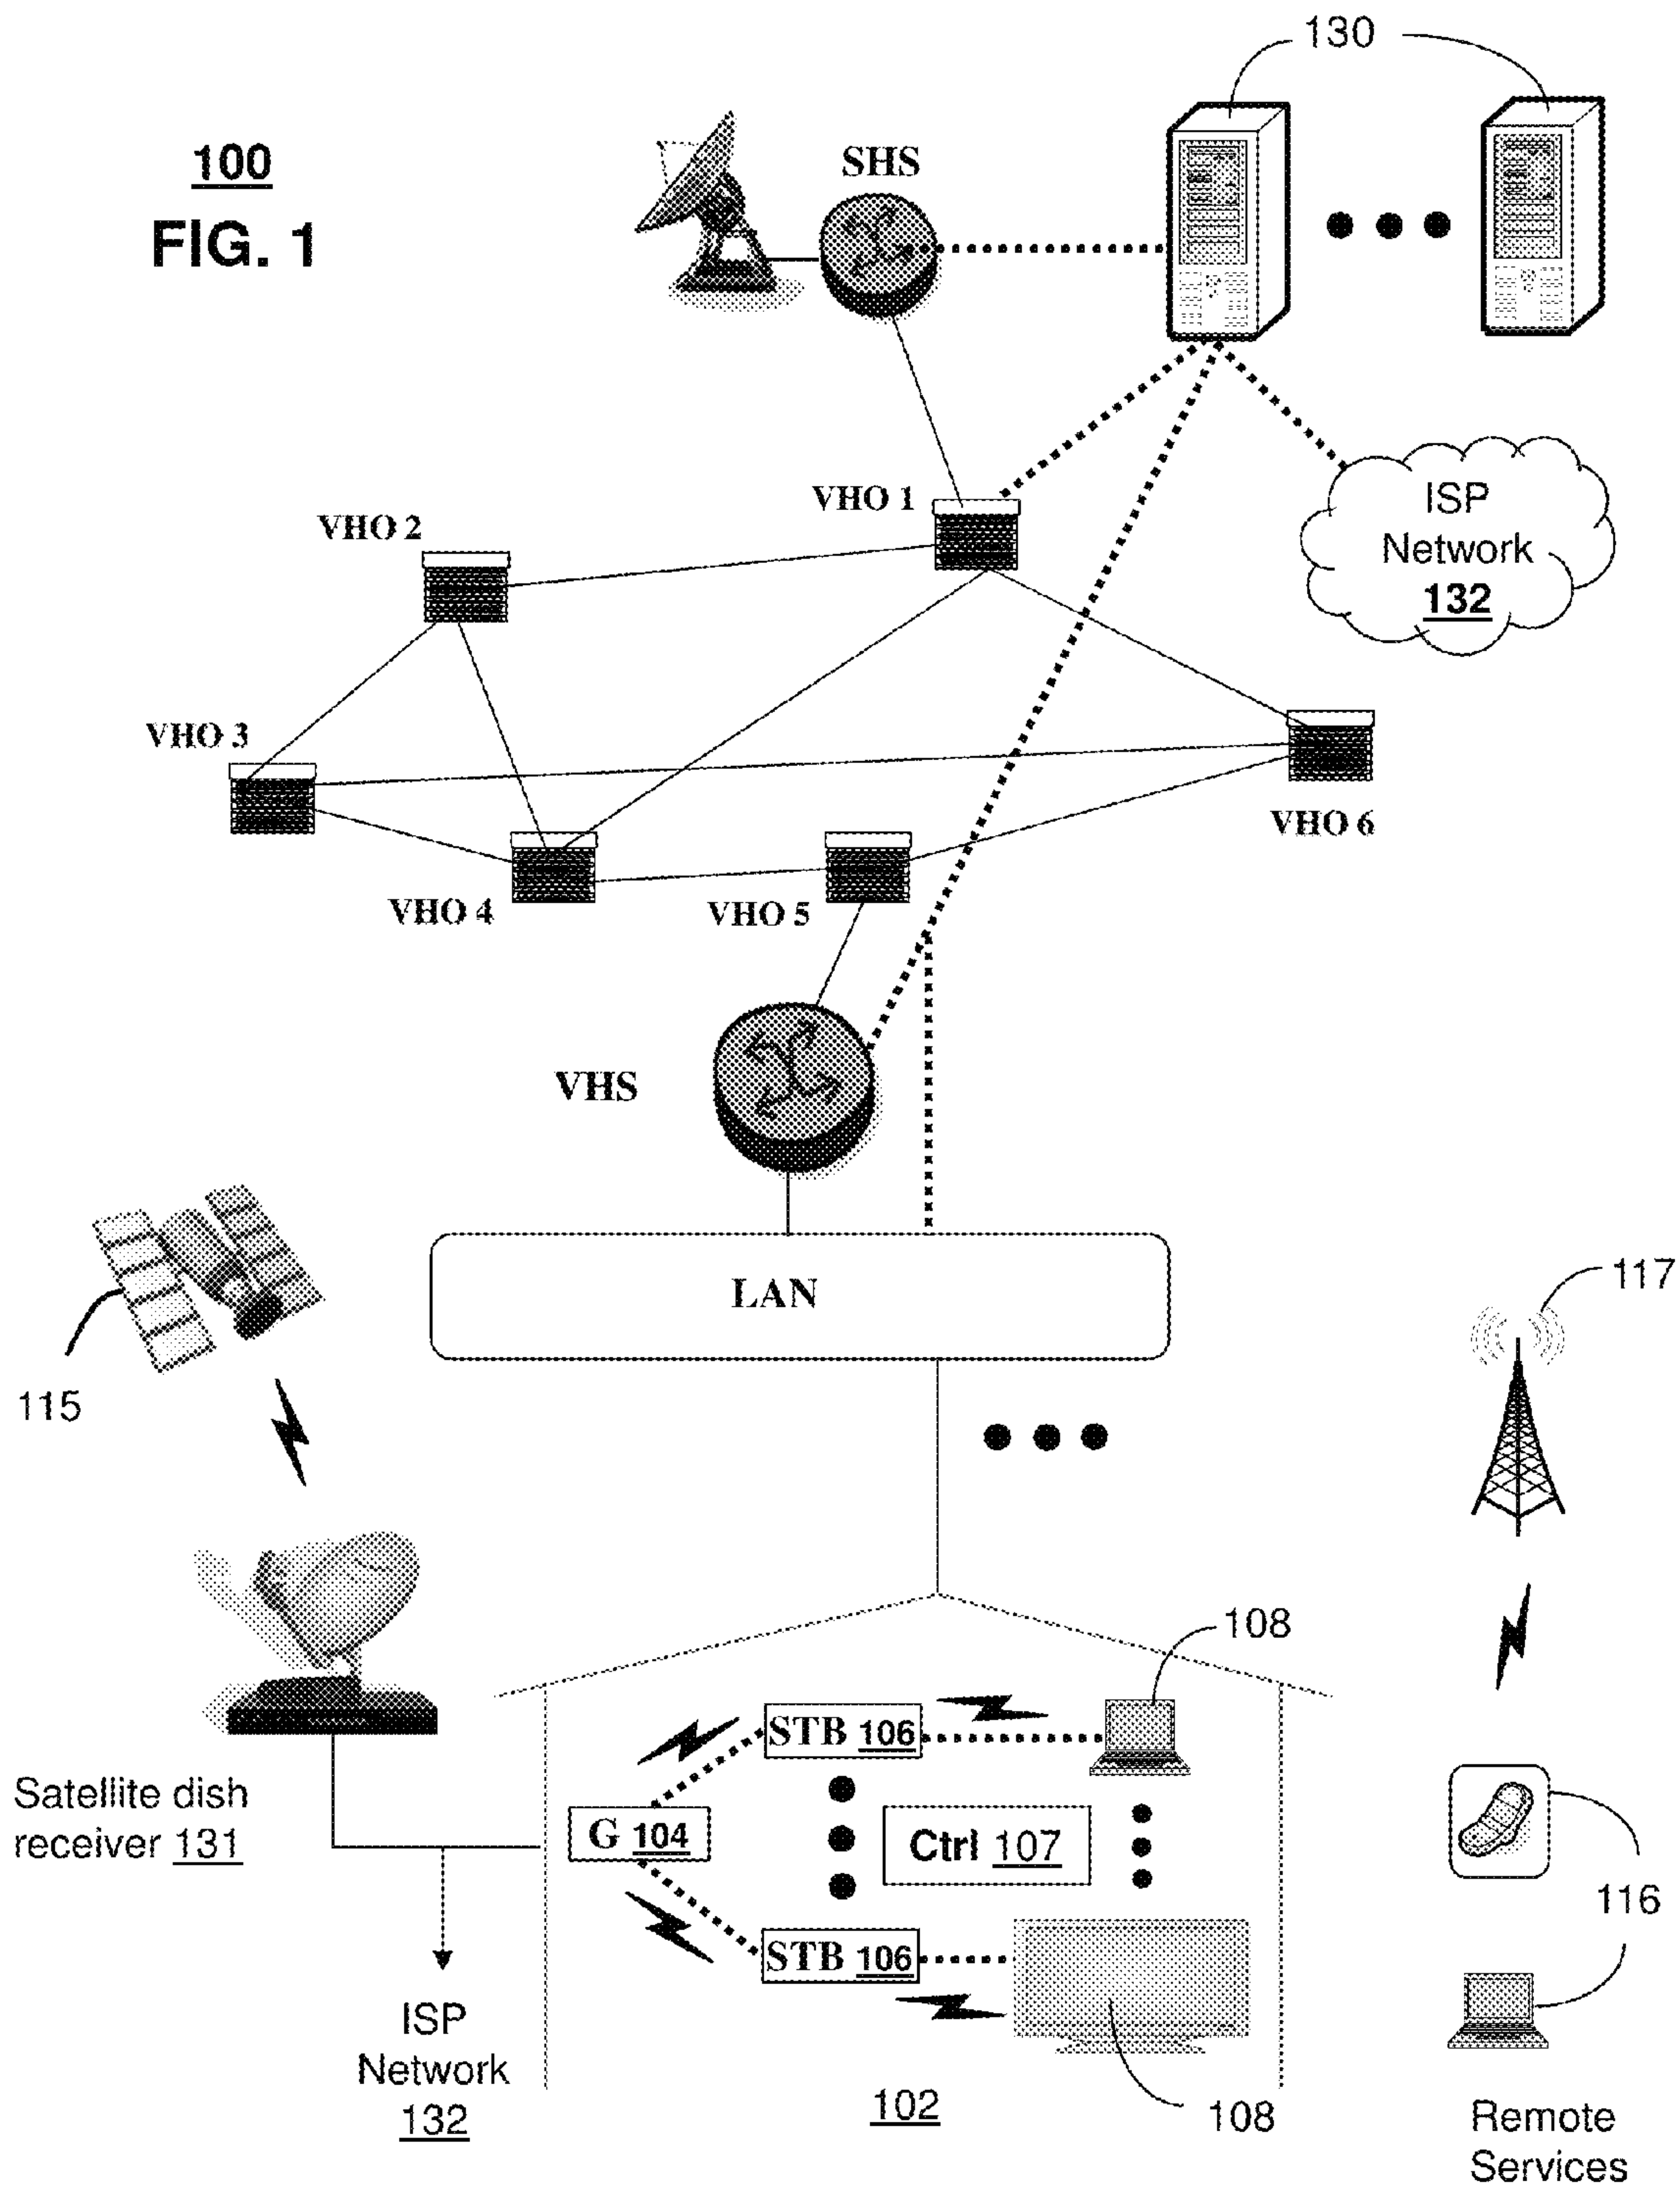 130
100
FIG. 1
SHS
VHO 1
ISP
Network
132
VHO 2
VHO 3
VHO 6
VHO 4
VHO 5
VHS
LAN
117
115
108
STB 106
Satellite dish
receiver 131
G 104
Ctrl 107
116
STB 106
ISP
Network
132
102
108
Remote
Services